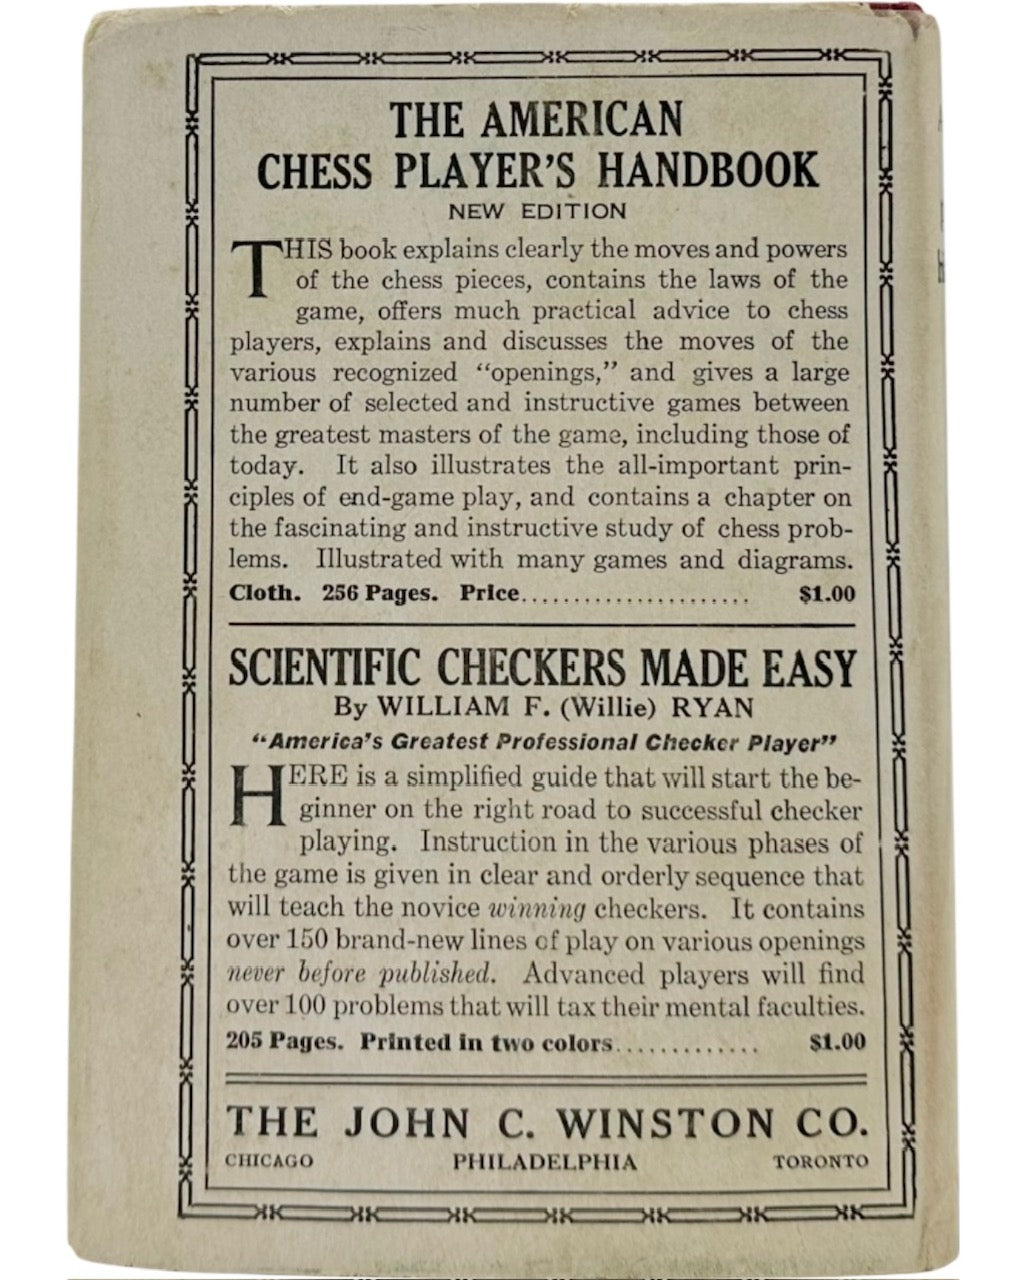 THE AMERICAN
CHESS PLAYER'S HANDBOOK
NEW EDITION
THIS book explains clearly the moves and powers
of the chess pieces, contains the laws of the
game, offers much practical advice to chess
players, explains and discusses the moves of the
various recognized "openings," and gives a large
number of selected and instructive games between
the greatest masters of the game, including those of
today. It also illustrates the all-important prin-
ciples of end-game play, and contains a chapter on
the fascinating and instructive study of chess prob-
lems. Illustrated with many games and diagrams.
Cloth. 256 Pages. Price...................... $1.00
SCIENTIFIC CHECKERS MADE EASY
By WILLIAM F. (Willie) RYAN
"America's Greatest Professional Checker Player"
HERE is a simplified guide that will start the be-
ginner on the right road to successful checker
playing. Instruction in the various phases of
the game is given in clear and orderly sequence that
will teach the novice winning checkers. It contains
over 150 brand-new lines of play on various openings
never before published. Advanced players will find
over 100 problems that will tax their mental faculties.
205 Pages. Printed in two colors............. $1.00
THE JOHN C. WINSTON CO.
CHICAGO PHILADELPHIA TORONTO